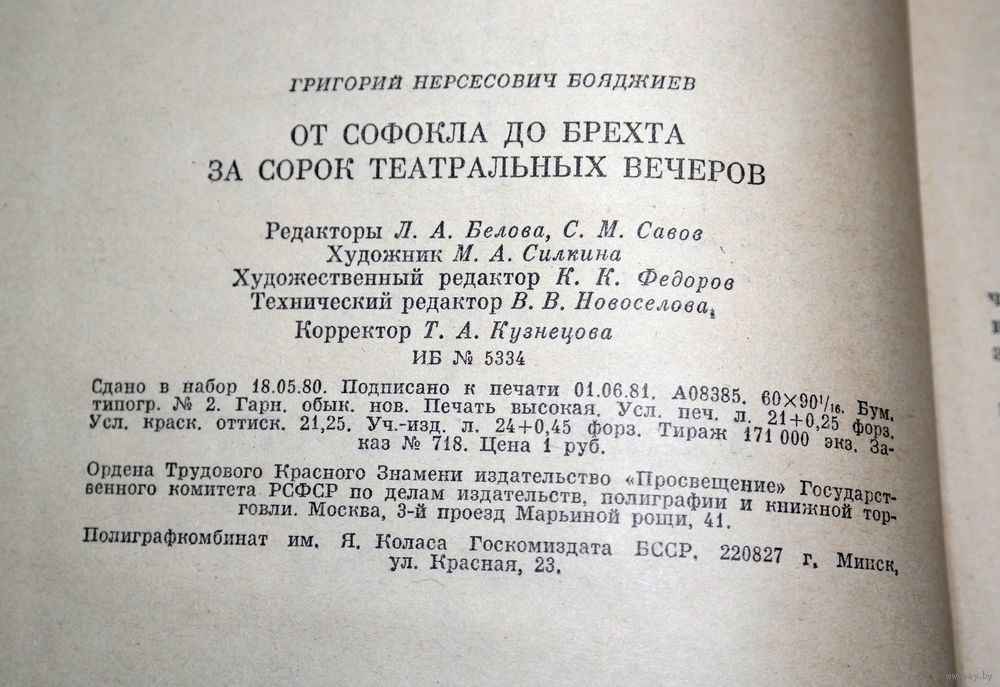 ГРИГОРИЙ НЕРСЕСОВИЧ БОЯДЖИЕВ
ОТ СОФОКЛА ДО БРЕХТА
ЗА СОРОК ТЕАТРАЛЬНЫХ ВЕЧЕРОВ
Редакторы Л. А. Белова, С. М. Савов
Художник М. А. Силкина
Художественный редактор К. К. Федоров
Технический редактор В. В. Новоселова,
Корректор Т. А. Кузнецова
ИБ № 5334
Сдано в набор 18.05.80. Подписано к печати 01.06.81. А08385. 60×90¹/₁₆. Бум.
типогр. № 2. Гарн. обык. нов. Печать высокая. Усл. печ. л. 21+0,25 форз.
Усл. краск. оттиск. 21,25. Уч.-изд. л. 24+0,45 форз. Тираж 171 000 экз. За-
каз № 718. Цена 1 руб.
Ордена Трудового Красного Знамени издательство «Просвещение» Государст-
венного комитета РСФСР по делам издательств, полиграфии и книжной тор-
говли. Москва, 3-й проезд Марьиной рощи, 41.
Полиграфкомбинат им. Я. Коласа Госкомиздата БССР. 220827 г. Минск,
ул. Красная, 23.